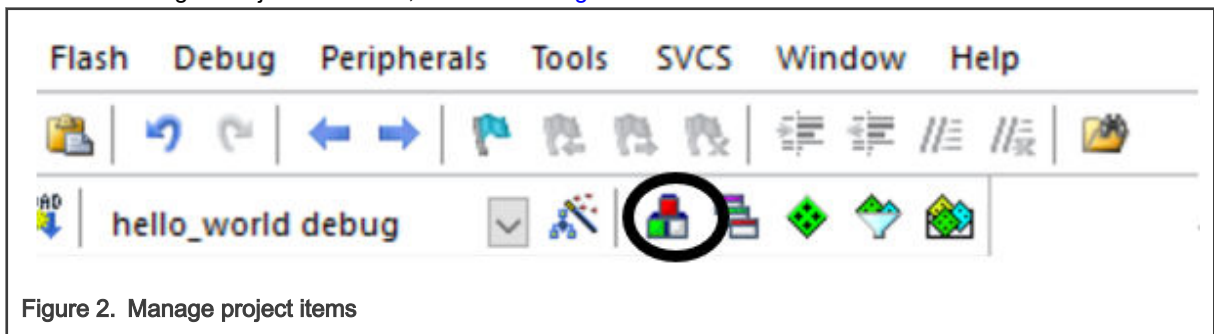 Flash Debug Peripherals Tools SVCS Window Help
hello_world debug
Figure 2. Manage project items